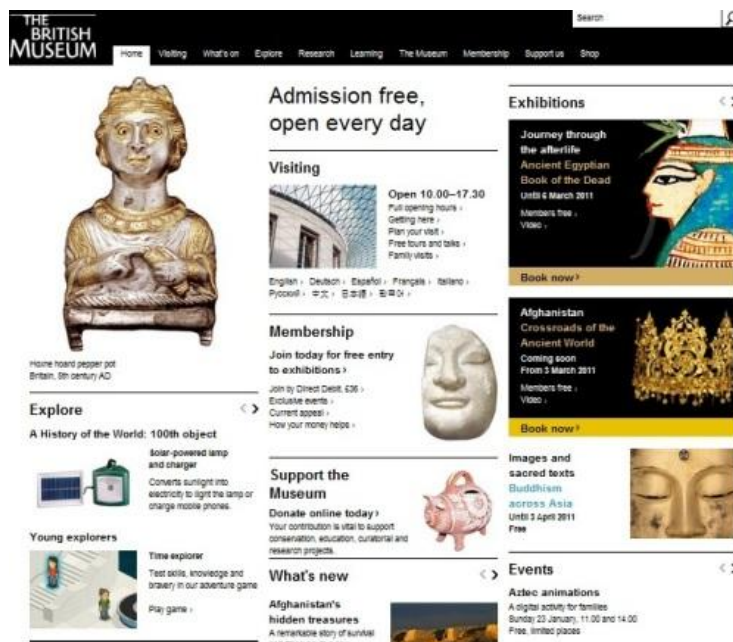 THE
BRITISH
MUSEUM
Search
Home Visiting What's on Explore Research Learning The Museum Membership Support us Shop
Hoxne hoard pepper pot
Britain, 5th century AD
Explore
A History of the World: 100th object
Solar-powered lamp
and charger
Converts sunlight into
electricity to light the lamp or
charge mobile phones.
Young explorers
Time explorer
Test skills, knowledge and
bravery in our adventure game
Play game ›
Admission free,
open every day
Visiting
Open 10.00–17.30
Full opening hours ›
Getting here ›
Plan your visit ›
Free tours and talks ›
Family visits ›
English › Deutsch › Español › Français › Italiano ›
Русский › 中文 › 日本語 › 한국어 ›
Membership
Join today for free entry
to exhibitions ›
Join by Direct Debit, £36 ›
Exclusive events ›
Current appeal ›
How your money helps ›
Support the
Museum
Donate online today ›
Your contribution is vital to support
conservation, education, curatorial and
research projects.
What's new
Afghanistan's
hidden treasures
A remarkable story of survival
Exhibitions
Journey through
the afterlife
Ancient Egyptian
Book of the Dead
Until 6 March 2011
Members free ›
Video ›
Book now ›
Afghanistan
Crossroads of the
Ancient World
Coming soon
From 3 March 2011
Members free ›
Video ›
Book now ›
Images and
sacred texts
Buddhism
across Asia
Until 3 April 2011
Free
Events
Aztec animations
A digital activity for families
Sunday 23 January, 11.00 and 14.00
Free, limited places